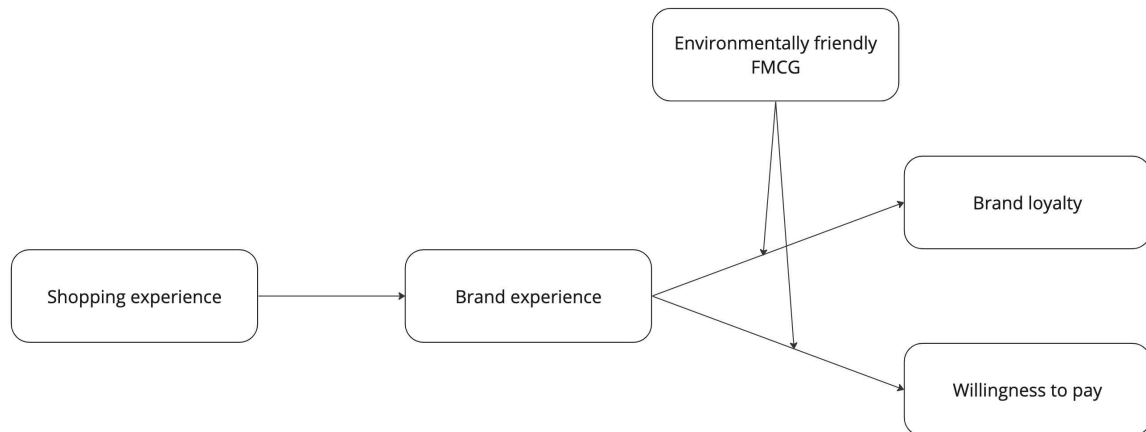 Environmentally friendly
FMCG
Brand loyalty
Shopping experience
Brand experience
Willingness to pay